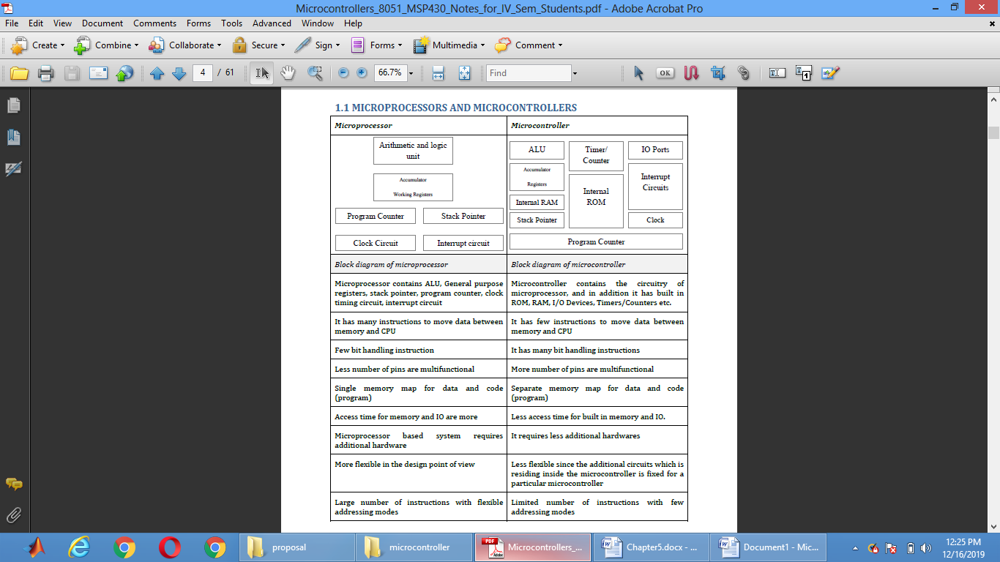 Microcontrollers_8051_MSP430_Notes_for_IV_Sem_Students.pdf - Adobe Acrobat Pro
File Edit View Document Comments Forms Tools Advanced Window Help
Create Combine Collaborate Secure Sign Forms Multimedia Comment
4 / 61 66.7% Find OK
1.1 MICROPROCESSORS AND MICROCONTROLLERS
Microprocessor
Microcontroller
Arithmetic and logic
unit
Accumulator
Working Registers
Program Counter
Stack Pointer
Clock Circuit
Interrupt circuit
ALU
Timer/
Counter
IO Ports
Accumulator
Registers
Interrupt
Circuits
Internal
ROM
Internal RAM
Stack Pointer
Clock
Program Counter
Block diagram of microprocessor
Block diagram of microcontroller
Microprocessor contains ALU, General purpose
registers, stack pointer, program counter, clock
timing circuit, interrupt circuit
Microcontroller contains the circuitry of
microprocessor, and in addition it has built in
ROM, RAM, I/O Devices, Timers/Counters etc.
It has many instructions to move data between
memory and CPU
It has few instructions to move data between
memory and CPU
Few bit handling instruction
It has many bit handling instructions
Less number of pins are multifunctional
More number of pins are multifunctional
Single memory map for data and code
(program)
Separate memory map for data and code
(program)
Access time for memory and IO are more
Less access time for built in memory and IO.
Microprocessor based system requires
additional hardware
It requires less additional hardwares
More flexible in the design point of view
Less flexible since the additional circuits which is
residing inside the microcontroller is fixed for a
particular microcontroller
Large number of instructions with flexible
addressing modes
Limited number of instructions with few
addressing modes
proposal
microcontroller
Microcontrollers_...
Chapter5.docx - ...
Document1 - Mic...
12:25 PM
12/16/2019